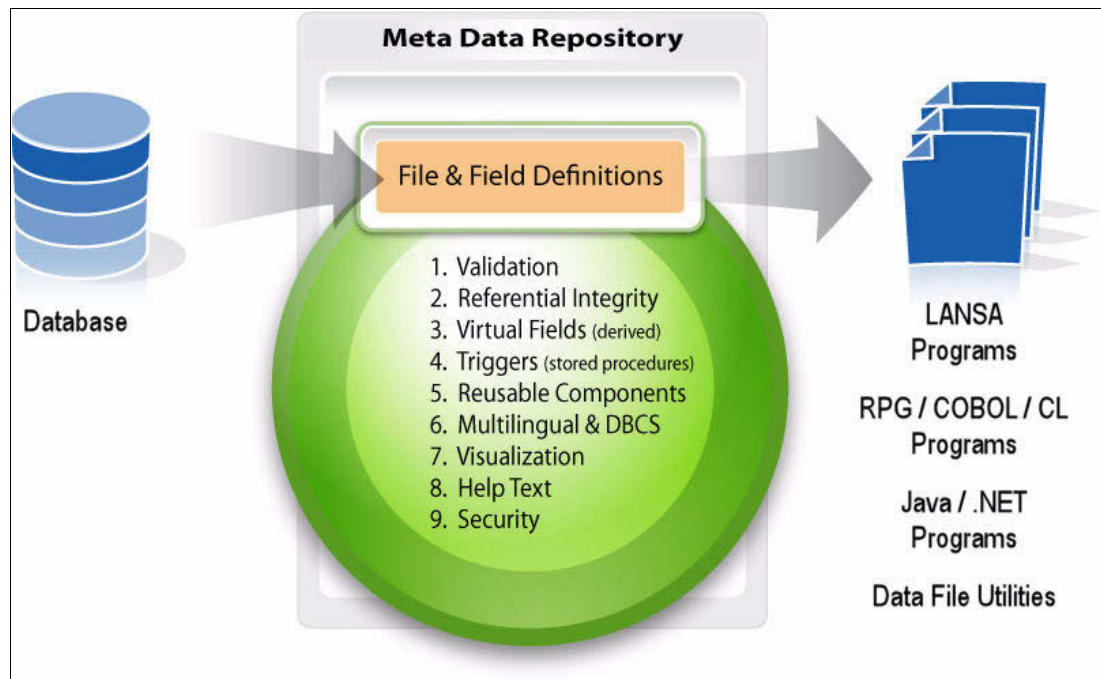 Meta Data Repository
File & Field Definitions
1. Validation
2. Referential Integrity
3. Virtual Fields (derived)
4. Triggers (stored procedures)
5. Reusable Components
6. Multilingual & DBCS
7. Visualization
8. Help Text
9. Security
Database
LANSA
Programs
RPG / COBOL / CL
Programs
Java / .NET
Programs
Data File Utilities